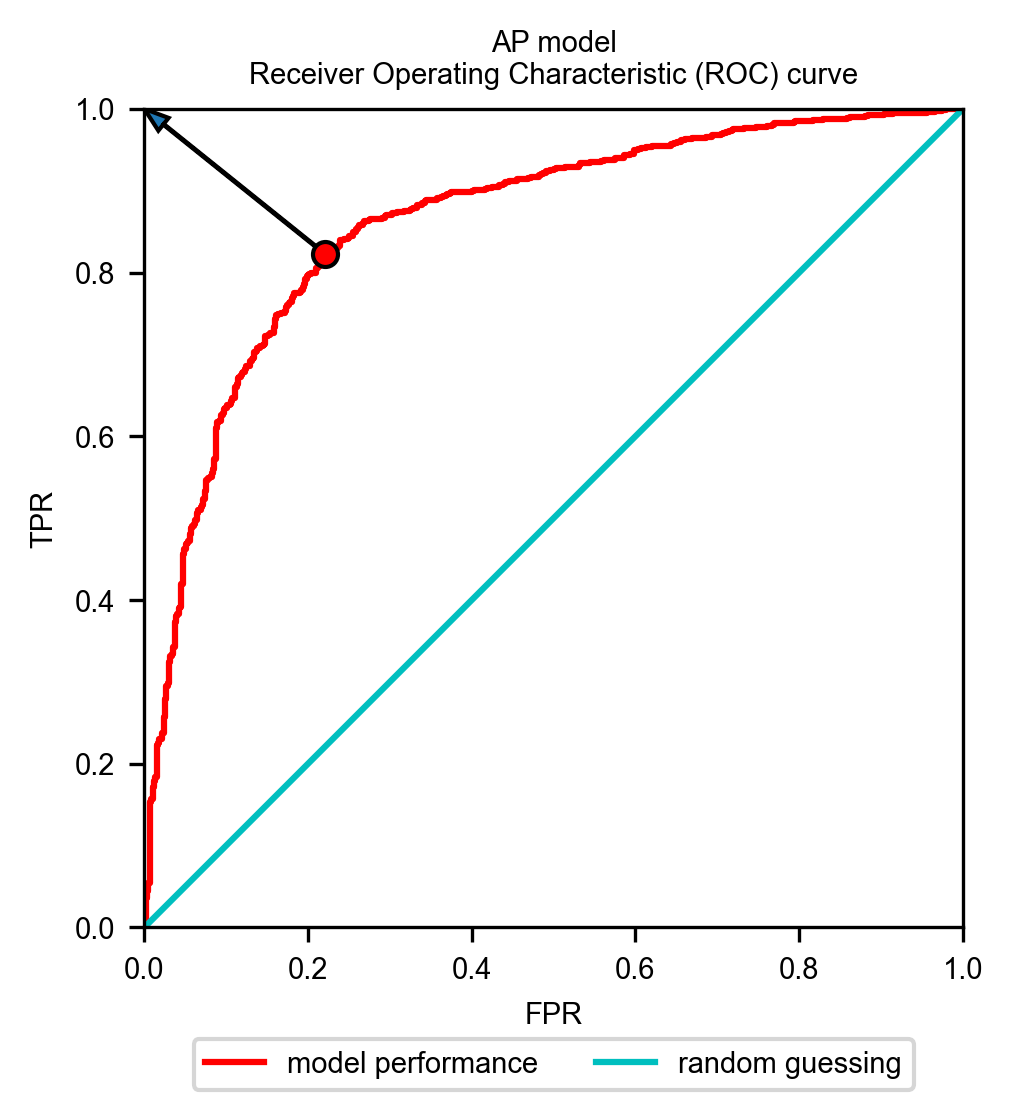 AP model
Receiver Operating Characteristic (ROC) curve
1.0
0.8
0.6
0.4
0.2
0.0
TPR
0.0 0.2 0.4 0.6 0.8 1.0
FPR
model performance random guessing